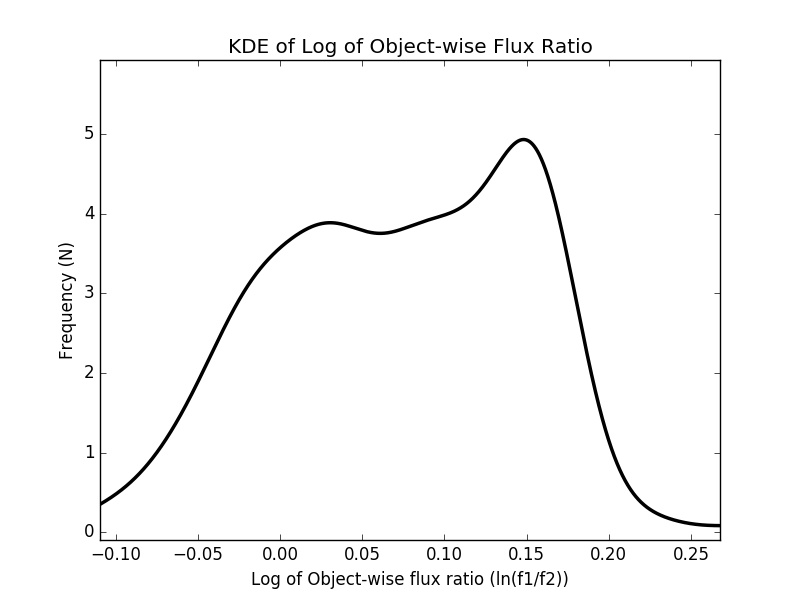 KDE of Log of Object-wise Flux Ratio
Frequency (N)
5
4
3
2
1
0
−0.10 −0.05 0.00 0.05 0.10 0.15 0.20 0.25
Log of Object-wise flux ratio (ln(f1/f2))